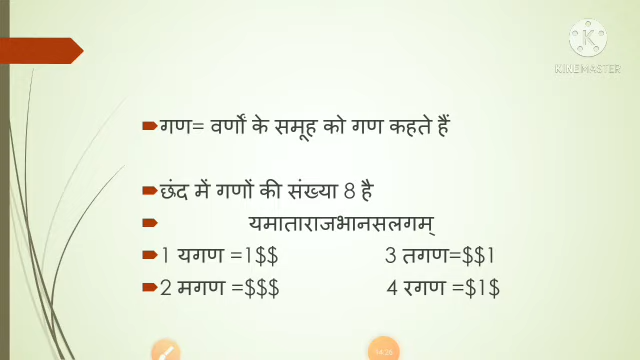 KINEMASTER
गण= वर्णों के समूह को गण कहते हैं
छंद में गणों की संख्या 8 है
यमाताराजभानसलगम्
1 यगण =1$$ 3 तगण=$$1
2 मगण =$$$ 4 रगण =$1$